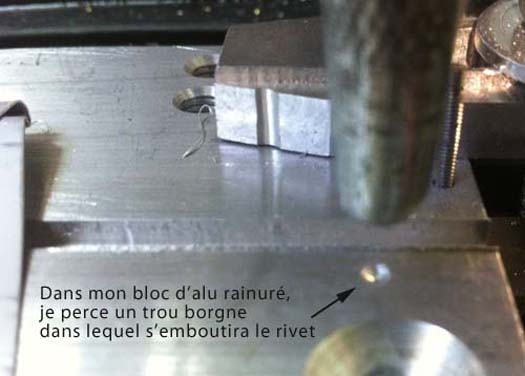 Dans mon bloc d'alu rainuré,
je perce un trou borgne
dans lequel s'emboutira le rivet